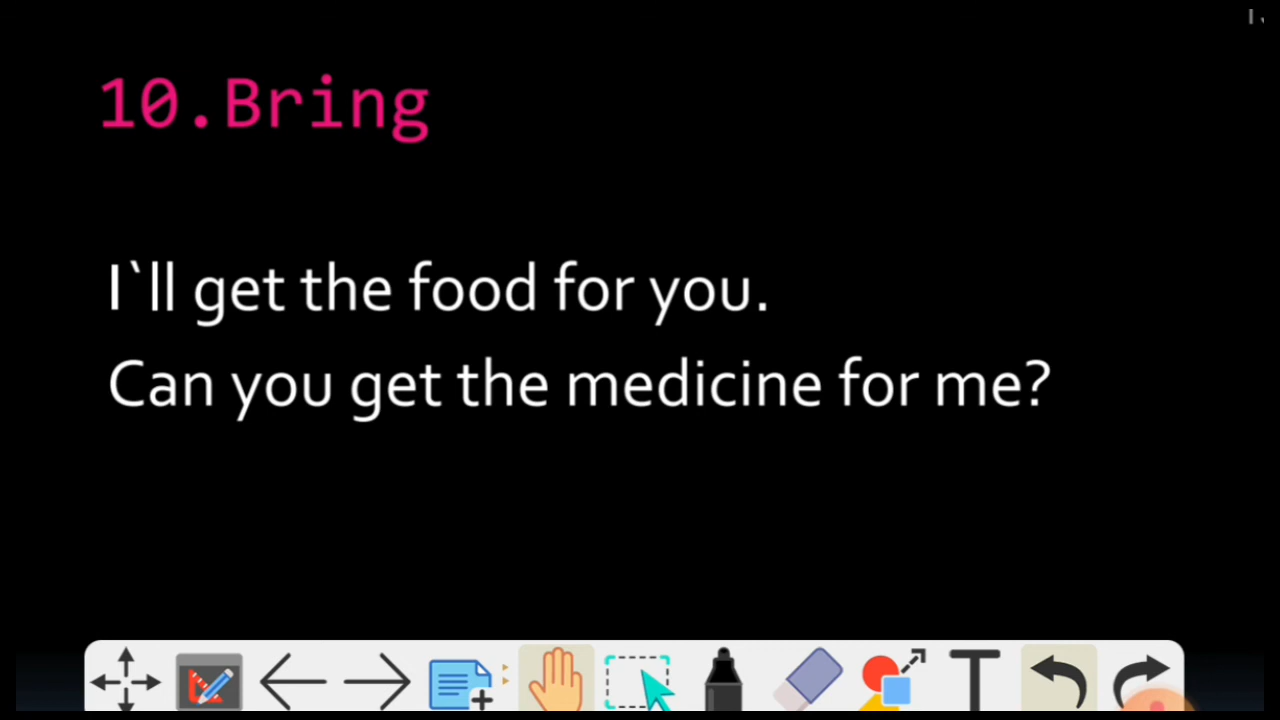 10.Bring
I`ll get the food for you.
Can you get the medicine for me?